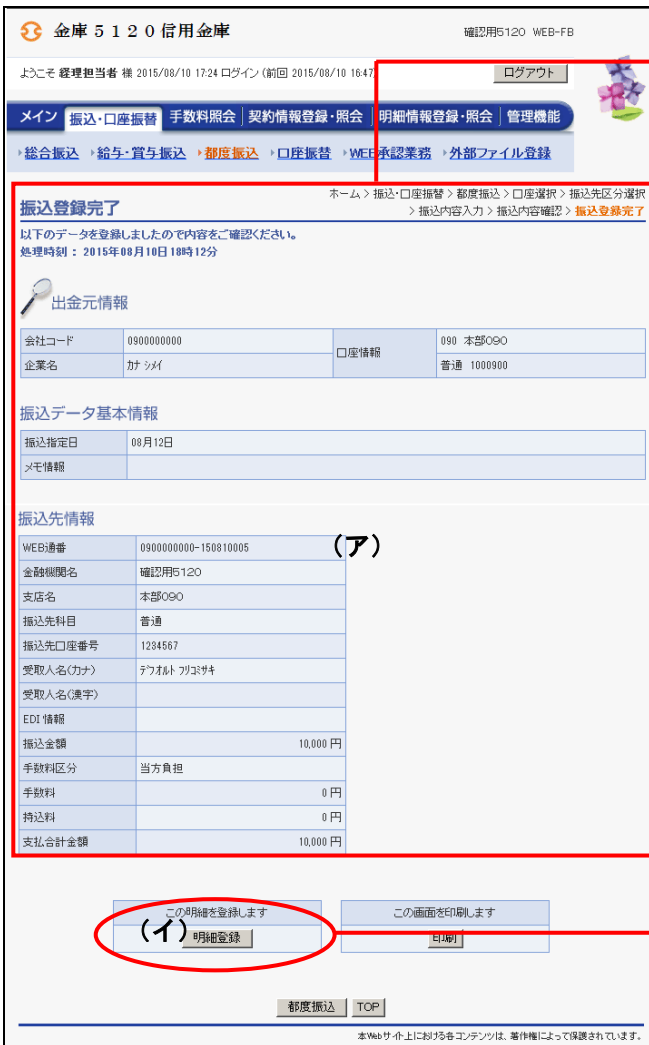 金庫5120信用金庫
確認用5120 WEB-FB
ようこそ 経理担当者 様 2015/08/10 17:24 ログイン (前回 2015/08/10 16:47)
ログアウト
メイン 振込・口座振替 手数料照会 契約情報登録・照会 明細情報登録・照会 管理機能
総合振込 給与・賞与振込 都度振込 口座振替 WEB承認業務 外部ファイル登録
ホーム > 振込・口座振替 > 都度振込 > 口座選択 > 振込先区分選択
振込登録完了
> 振込内容入力 > 振込内容確認 > 振込登録完了
以下のデータを登録しましたので内容をご確認ください。
処理時刻 : 2015年08月10日18時12分
出金元情報
会社コード 0900000000 口座情報 090 本部090
企業名 カナ シメイ 普通 1000900
振込データ基本情報
振込指定日 08月12日
メモ情報
振込先情報
WEB通番 0900000000-150810005
(ア)
金融機関名 確認用5120
支店名 本部090
振込先科目 普通
振込先口座番号 1234567
受取人名(カナ) デフオルト フリコミサキ
受取人名(漢字)
EDI 情報
振込金額 10,000 円
手数料区分 当方負担
手数料 0 円
持込料 0 円
支払合計金額 10,000 円
この明細を登録します この画面を印刷します
(イ) 明細登録 印刷
都度振込 TOP
本Webサイト上における各コンテンツは、著作権によって保護されています。